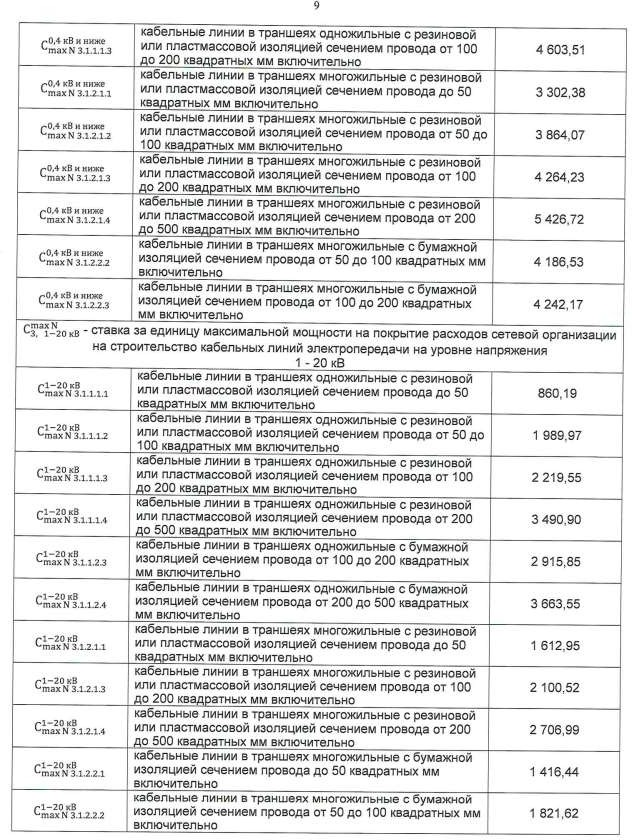 9
C 0,4 кВ и ниже max N 3.1.1.1.3
кабельные линии в траншеях одножильные с резиновой
или пластмассовой изоляцией сечением провода от 100
до 200 квадратных мм включительно
4 603,51
C 0,4 кВ и ниже max N 3.1.2.1.1
кабельные линии в траншеях многожильные с резиновой
или пластмассовой изоляцией сечением провода до 50
квадратных мм включительно
3 302,38
C 0,4 кВ и ниже max N 3.1.2.1.2
кабельные линии в траншеях многожильные с резиновой
или пластмассовой изоляцией сечением провода от 50 до
100 квадратных мм включительно
3 864,07
C 0,4 кВ и ниже max N 3.1.2.1.3
кабельные линии в траншеях многожильные с резиновой
или пластмассовой изоляцией сечением провода от 100
до 200 квадратных мм включительно
4 264,23
C 0,4 кВ и ниже max N 3.1.2.1.4
кабельные линии в траншеях многожильные с резиновой
или пластмассовой изоляцией сечением провода от 200
до 500 квадратных мм включительно
5 426,72
C 0,4 кВ и ниже max N 3.1.2.2.2
кабельные линии в траншеях многожильные с бумажной
изоляцией сечением провода от 50 до 100 квадратных мм
включительно
4 186,53
C 0,4 кВ и ниже max N 3.1.2.2.3
кабельные линии в траншеях многожильные с бумажной
изоляцией сечением провода от 100 до 200 квадратных
мм включительно
4 242,17
C max N 3, 1−20 кВ - ставка за единицу максимальной мощности на покрытие расходов сетевой организации
на строительство кабельных линий электропередачи на уровне напряжения
1 - 20 кВ
C 1−20 кВ max N 3.1.1.1.1
кабельные линии в траншеях одножильные с резиновой
или пластмассовой изоляцией сечением провода до 50
квадратных мм включительно
860,19
C 1−20 кВ max N 3.1.1.1.2
кабельные линии в траншеях одножильные с резиновой
или пластмассовой изоляцией сечением провода от 50 до
100 квадратных мм включительно
1 989,97
C 1−20 кВ max N 3.1.1.1.3
кабельные линии в траншеях одножильные с резиновой
или пластмассовой изоляцией сечением провода от 100
до 200 квадратных мм включительно
2 219,55
C 1−20 кВ max N 3.1.1.1.4
кабельные линии в траншеях одножильные с резиновой
или пластмассовой изоляцией сечением провода от 200
до 500 квадратных мм включительно
3 490,90
C 1−20 кВ max N 3.1.1.2.3
кабельные линии в траншеях одножильные с бумажной
изоляцией сечением провода от 100 до 200 квадратных
мм включительно
2 915,85
C 1−20 кВ max N 3.1.1.2.4
кабельные линии в траншеях одножильные с бумажной
изоляцией сечением провода от 200 до 500 квадратных
мм включительно
3 663,55
C 1−20 кВ max N 3.1.2.1.1
кабельные линии в траншеях многожильные с резиновой
или пластмассовой изоляцией сечением провода до 50
квадратных мм включительно
1 612,95
C 1−20 кВ max N 3.1.2.1.3
кабельные линии в траншеях многожильные с резиновой
или пластмассовой изоляцией сечением провода от 100
до 200 квадратных мм включительно
2 100,52
C 1−20 кВ max N 3.1.2.1.4
кабельные линии в траншеях многожильные с резиновой
или пластмассовой изоляцией сечением провода от 200
до 500 квадратных мм включительно
2 706,99
C 1−20 кВ max N 3.1.2.2.1
кабельные линии в траншеях многожильные с бумажной
изоляцией сечением провода до 50 квадратных мм
включительно
1 416,44
C 1−20 кВ max N 3.1.2.2.2
кабельные линии в траншеях многожильные с бумажной
изоляцией сечением провода от 50 до 100 квадратных мм
включительно
1 821,62